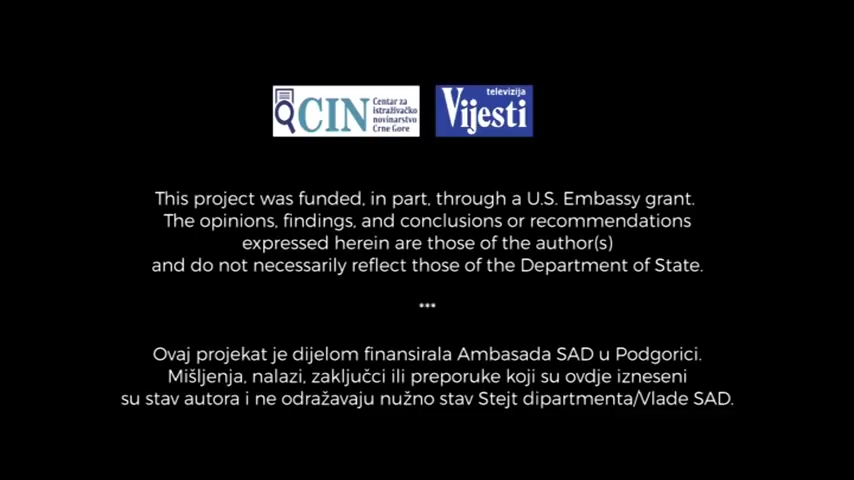 CIN
Centar za
istraživačko
novinarstvo
Crne Gore
televizija
Vijesti
This project was funded, in part, through a U.S. Embassy grant.
The opinions, findings, and conclusions or recommendations
expressed herein are those of the author(s)
and do not necessarily reflect those of the Department of State.
***
Ovaj projekat je dijelom finansirala Ambasada SAD u Podgorici.
Mišljenja, nalazi, zaključci ili preporuke koji su ovdje izneseni
su stav autora i ne odražavaju nužno stav Stejt dipartmenta/Vlade SAD.